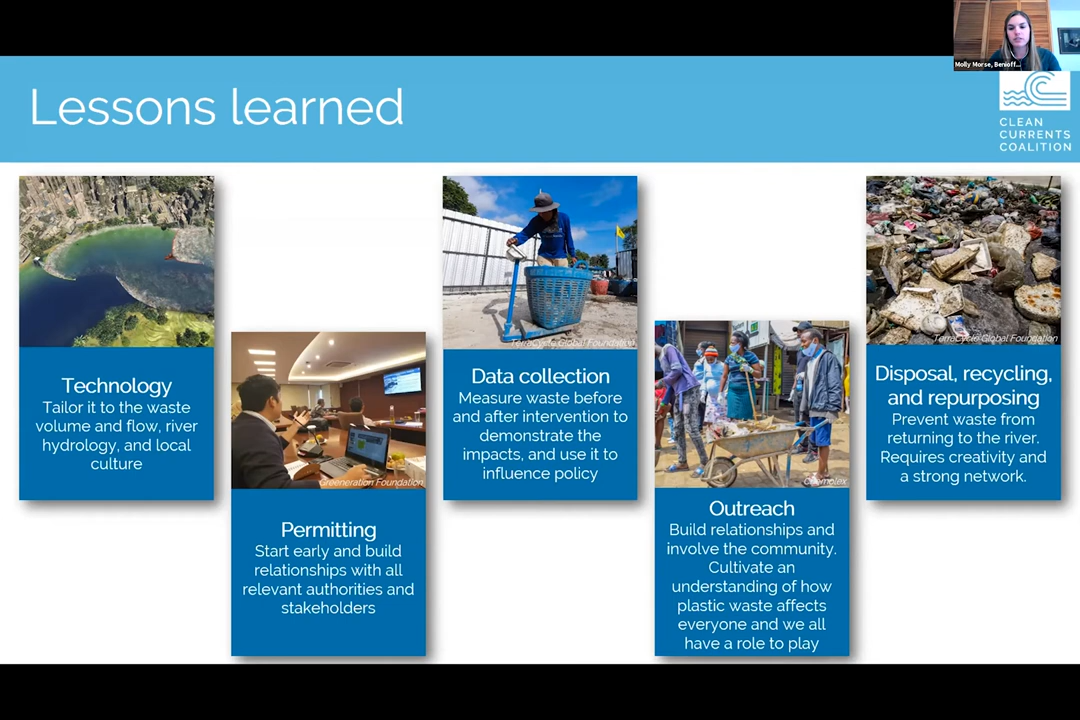 Molly Morse, Benioff...
Lessons learned
CLEAN
CURRENTS
COALITION
Technology
Tailor it to the waste
volume and flow, river
hydrology, and local
culture
Greeneration Foundation
Permitting
Start early and build
relationships with all
relevant authorities and
stakeholders
TerraCycle Global Foundation
Data collection
Measure waste before
and after intervention to
demonstrate the
impacts, and use it to
influence policy
Chemolex
Outreach
Build relationships and
involve the community.
Cultivate an
understanding of how
plastic waste affects
everyone and we all
have a role to play
TerraCycle Global Foundation
Disposal, recycling,
and repurposing
Prevent waste from
returning to the river.
Requires creativity and
a strong network.